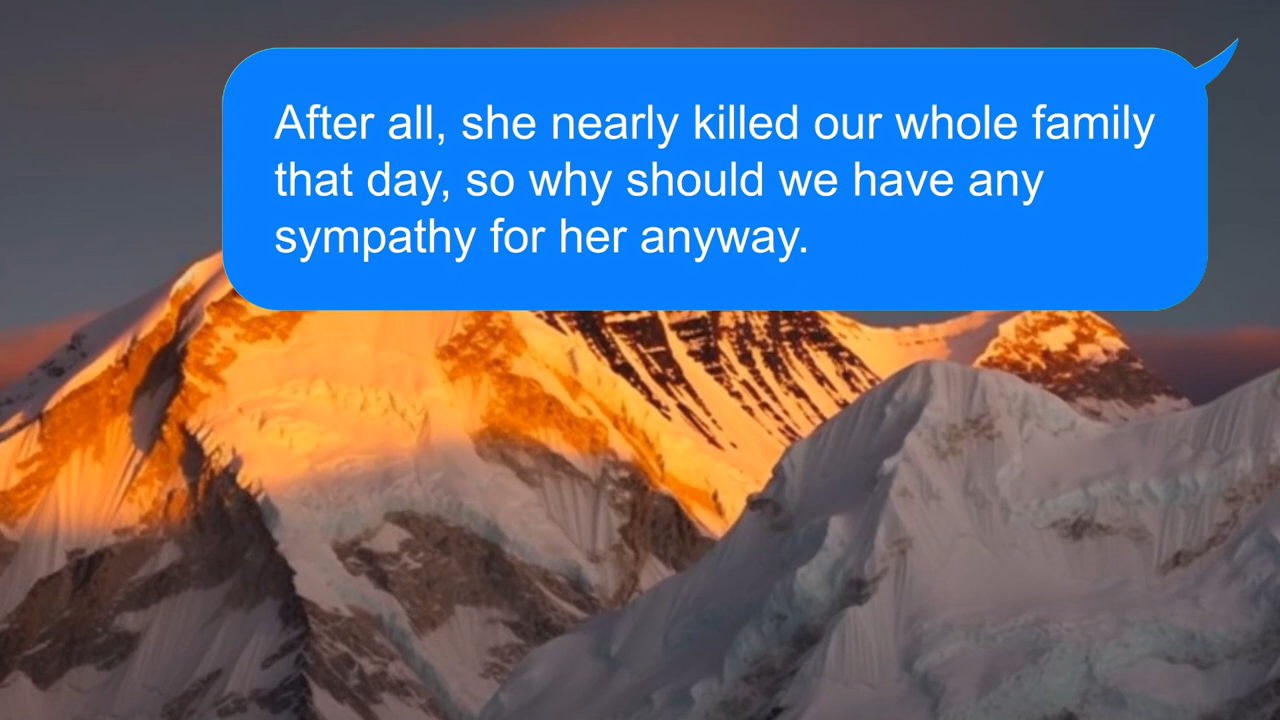 After all, she nearly killed our whole family
that day, so why should we have any
sympathy for her anyway.